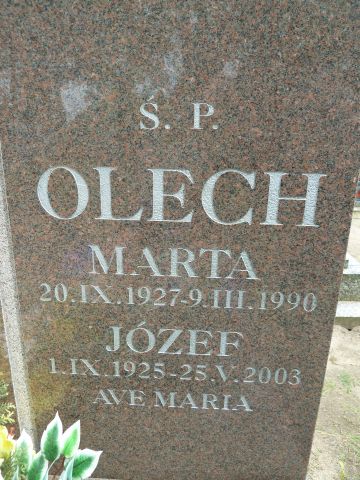 Ś. P.
OLECH
MARTA
20.IX.1927-9.III.1990
JÓZEF
1.IX.1925-25.V.2003
AVE MARIA